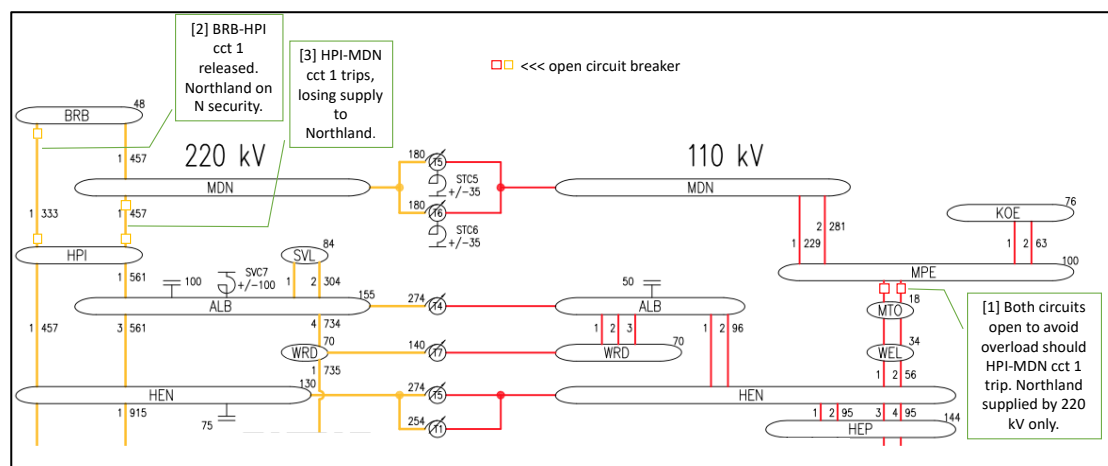 [2] BRB-HPI
cct 1
released.
Northland on
N security.
[3] HPI-MDN
cct 1 trips,
losing supply
to
Northland.
<<< open circuit breaker
48
BRB
1 457
220 kV
110 kV
MDN
180
T5
STC5
+/-35
180
T6
STC6
+/-35
MDN
1 333
1 457
2 281
1 229
76
KOE
1 2 63
HPI
84
SVL
100
MPE
1 561
100
SVC7
+/-100
1 2 304
50
18
MTO
[1] Both circuits
open to avoid
overload should
HPI-MDN cct 1
trip. Northland
supplied by 220
kV only.
ALB
155
274
T4
ALB
1 457
3 561
4 734
70
WRD
140
T7
1 2 3
WRD
70
1 2 96
34
WEL
1 735
1 2 56
HEN
130
274
T5
HEN
1 915
75
254
T1
1 2 95
3 4 95
144
HEP